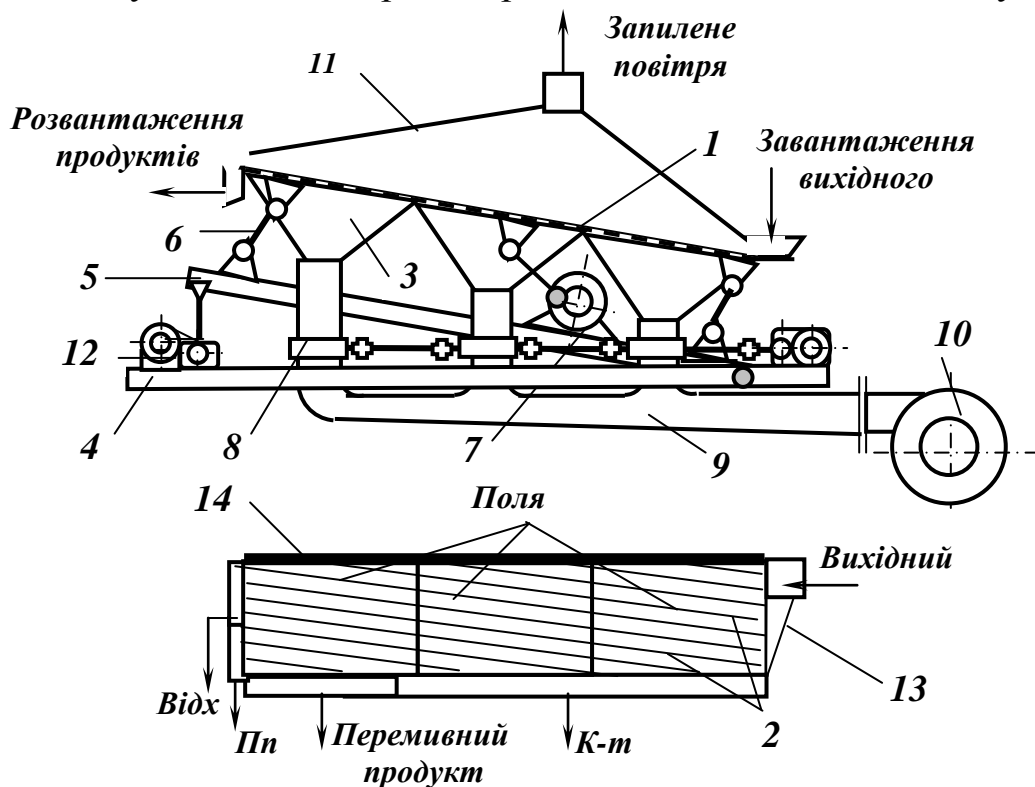 Запилене
повітря
11
Розвантаження
продуктів
1
Завантаження
вихідного
6
5
3
12
10
4
8
7
9
14
Поля
Вихідний
13
Відх
Пп
Перемивний
продукт
К-т
2